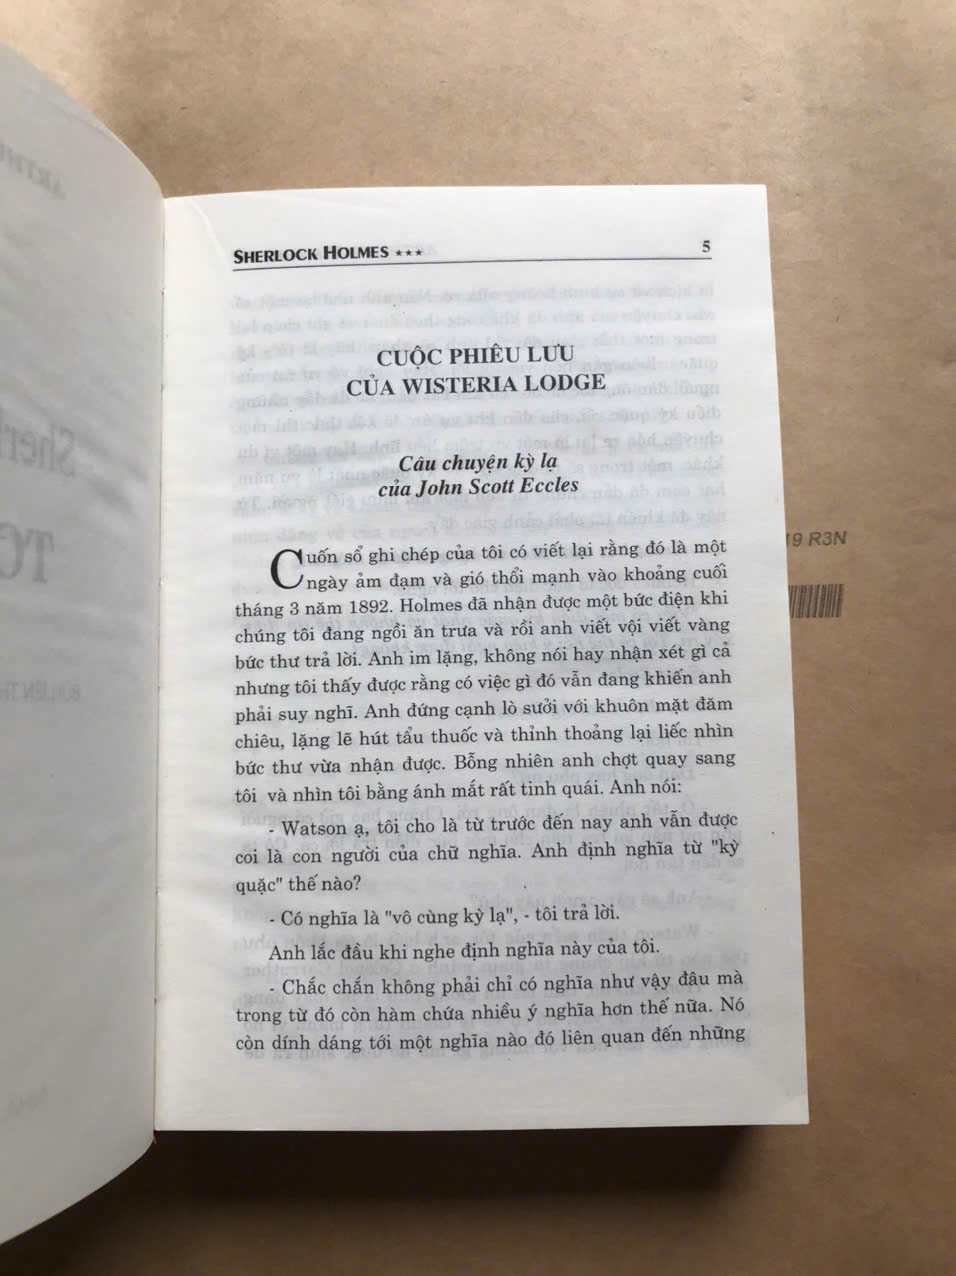 SHERLOCK HOLMES ★★★ 5
CUỘC PHIÊU LƯU
CỦA WISTERIA LODGE
Câu chuyện kỳ lạ
của John Scott Eccles
Cuốn sổ ghi chép của tôi có viết lại rằng đó là một
ngày ảm đạm và gió thổi mạnh vào khoảng cuối
tháng 3 năm 1892. Holmes đã nhận được một bức điện khi
chúng tôi đang ngồi ăn trưa và rồi anh viết vội viết vàng
bức thư trả lời. Anh im lặng, không nói hay nhận xét gì cả
nhưng tôi thấy được rằng có việc gì đó vẫn đang khiến anh
phải suy nghĩ. Anh đứng cạnh lò sưởi với khuôn mặt đăm
chiêu, lặng lẽ hút tẩu thuốc và thỉnh thoảng lại liếc nhìn
bức thư vừa nhận được. Bỗng nhiên anh chợt quay sang
tôi và nhìn tôi bằng ánh mắt rất tinh quái. Anh nói:
- Watson ạ, tôi cho là từ trước đến nay anh vẫn được
coi là con người của chữ nghĩa. Anh định nghĩa từ "kỳ
quặc" thế nào?
- Có nghĩa là "vô cùng kỳ lạ", - tôi trả lời.
Anh lắc đầu khi nghe định nghĩa này của tôi.
- Chắc chắn không phải chỉ có nghĩa như vậy đâu mà
trong từ đó còn hàm chứa nhiều ý nghĩa hơn thế nữa. Nó
còn dính dáng tới một nghĩa nào đó liên quan đến những
19 R3N